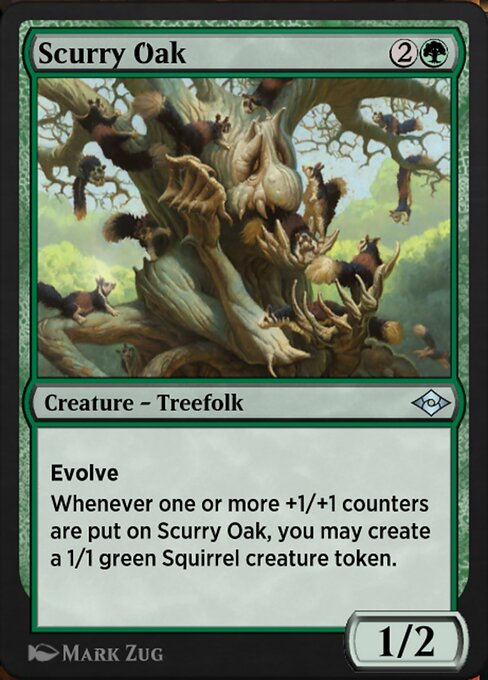 Scurry Oak 2
Creature – Treefolk
Evolve
Whenever one or more +1/+1 counters
are put on Scurry Oak, you may create
a 1/1 green Squirrel creature token.
1/2
Mark Zug